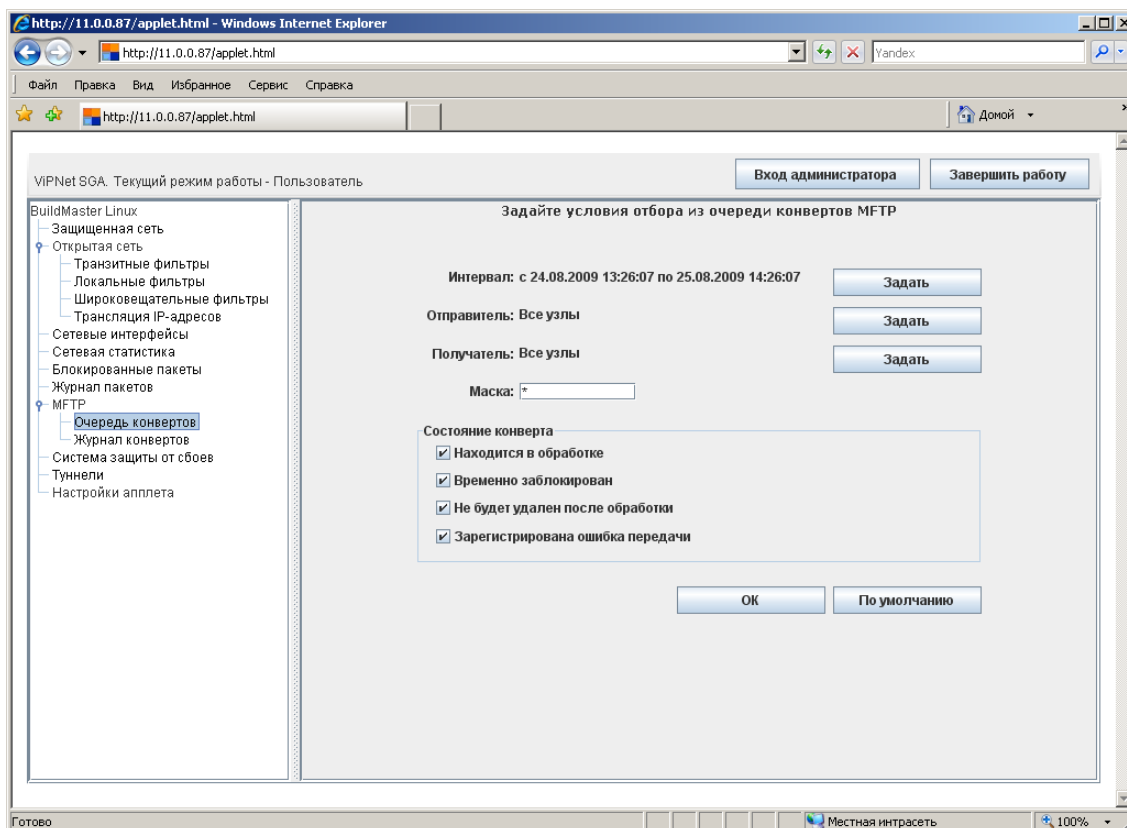 http://11.0.0.87/applet.html - Windows Internet Explorer
http://11.0.0.87/applet.html
Yandex
Файл Правка Вид Избранное Сервис Справка
http://11.0.0.87/applet.html
Домой
ViPNet SGA. Текущий режим работы - Пользователь
Вход администратора
Завершить работу
BuildMaster Linux
Защищенная сеть
Открытая сеть
Транзитные фильтры
Локальные фильтры
Широковещательные фильтры
Трансляция IP-адресов
Сетевые интерфейсы
Сетевая статистика
Блокированные пакеты
Журнал пакетов
MFTP
Очередь конвертов
Журнал конвертов
Система защиты от сбоев
Туннели
Настройки апплета
Задайте условия отбора из очереди конвертов MFTP
Интервал: с 24.08.2009 13:26:07 по 25.08.2009 14:26:07 Задать
Отправитель: Все узлы Задать
Получатель: Все узлы Задать
Маска: *
Состояние конверта
Находится в обработке
Временно заблокирован
Не будет удален после обработки
Зарегистрирована ошибка передачи
ОК По умолчанию
Готово Местная интрасеть 100%